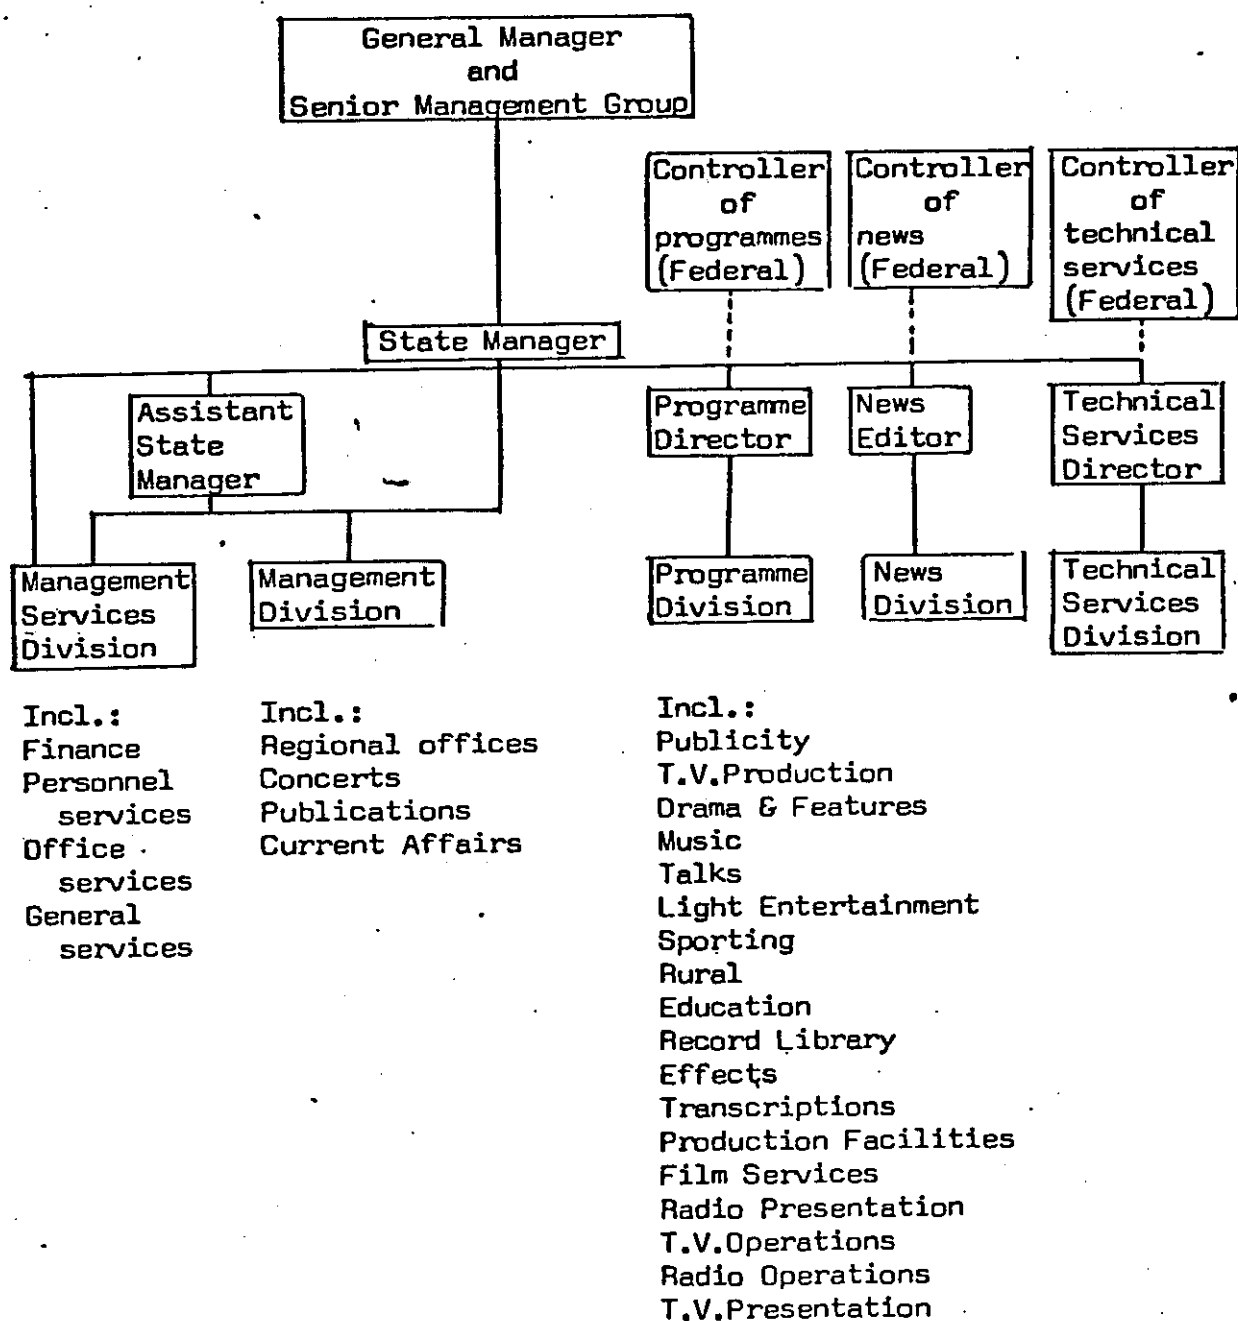 General Manager
and
Senior Management Group
Controller
of
programmes
(Federal)
Controller
of
news
(Federal)
Controller
of
technical
services
(Federal)
State Manager
Assistant
State
Manager
Programme
Director
News
Editor
Technical
Services
Director
Management
Services
Division
Management
Division
Programme
Division
News
Division
Technical
Services
Division
Incl.:
Finance
Personnel
services
Office
services
General
services
Incl.:
Regional offices
Concerts
Publications
Current Affairs
Incl.:
Publicity
T.V.Production
Drama & Features
Music
Talks
Light Entertainment
Sporting
Rural
Education
Record Library
Effects
Transcriptions
Production Facilities
Film Services
Radio Presentation
T.V.Operations
Radio Operations
T.V.Presentation